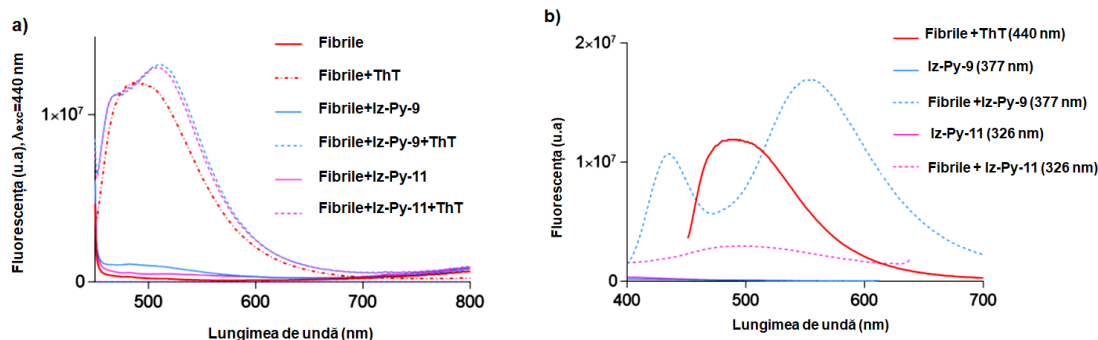 a)
Fluorescența (u.a), λexc=440 nm
1×10⁷
0
500
600
700
800
Lungimea de undă (nm)
Fibrile
Fibrile+ThT
Fibrile+Iz-Py-9
Fibrile+Iz-Py-9+ThT
Fibrile+Iz-Py-11
Fibrile+Iz-Py-11+ThT
b)
Fluorescența (u.a)
2×10⁷
1×10⁷
0
400
500
600
700
Lungimea de undă (nm)
Fibrile +ThT (440 nm)
Iz-Py-9 (377 nm)
Fibrile +Iz-Py-9 (377 nm)
Iz-Py-11 (326 nm)
Fibrile + Iz-Py-11 (326 nm)